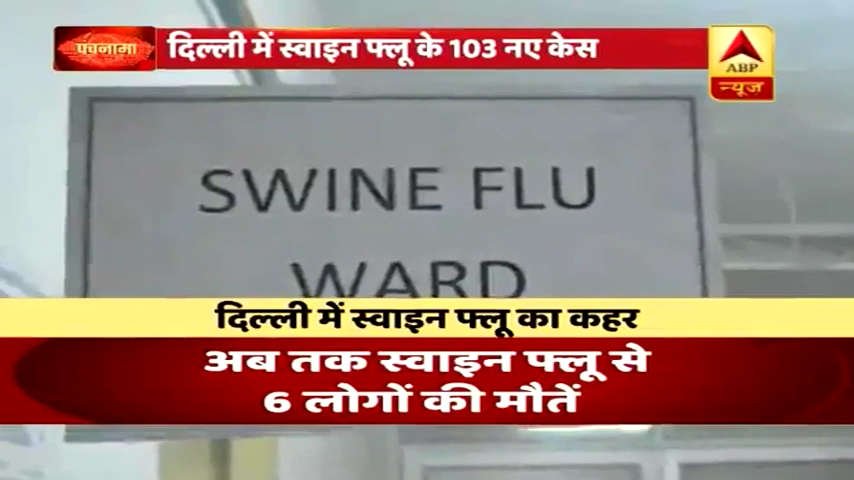 पंचनामा
दिल्ली में स्वाइन फ्लू के 103 नए केस
ABP
न्यूज़
SWINE FLU
WARD
दिल्ली में स्वाइन फ्लू का कहर
अब तक स्वाइन फ्लू से
6 लोगों की मौतें